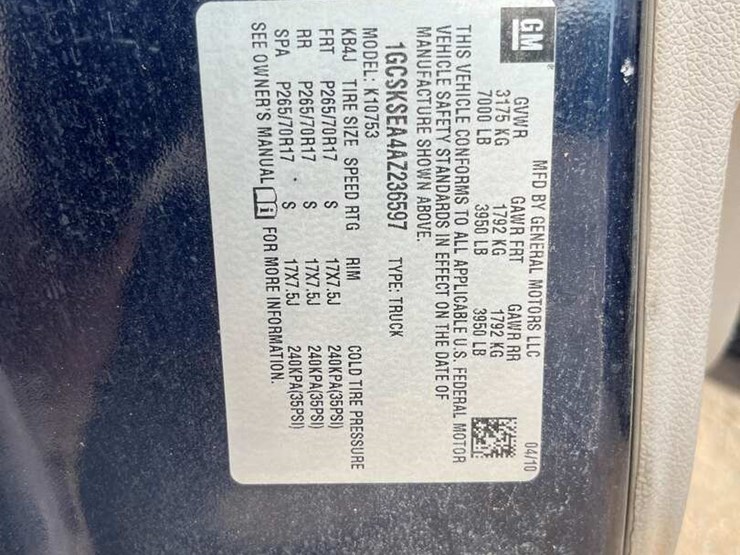 GM
MFD BY GENERAL MOTORS LLC 04/10
GVWR GAWR FRT GAWR RR
3175 KG 1792 KG 1792 KG
7000 LB 3950 LB 3950 LB
THIS VEHICLE CONFORMS TO ALL APPLICABLE U.S. FEDERAL MOTOR
VEHICLE SAFETY STANDARDS IN EFFECT ON THE DATE OF
MANUFACTURE SHOWN ABOVE.
1GCSKSEA4AZ236597 TYPE: TRUCK
MODEL: K10753
KB4J TIRE SIZE SPEED RTG RIM COLD TIRE PRESSURE
FRT P265/70R17 S 17X7.5J 240KPA(35PSI)
RR P265/70R17 S 17X7.5J 240KPA(35PSI)
SPA P265/70R17 S 17X7.5J 240KPA(35PSI)
SEE OWNER'S MANUAL i FOR MORE INFORMATION.